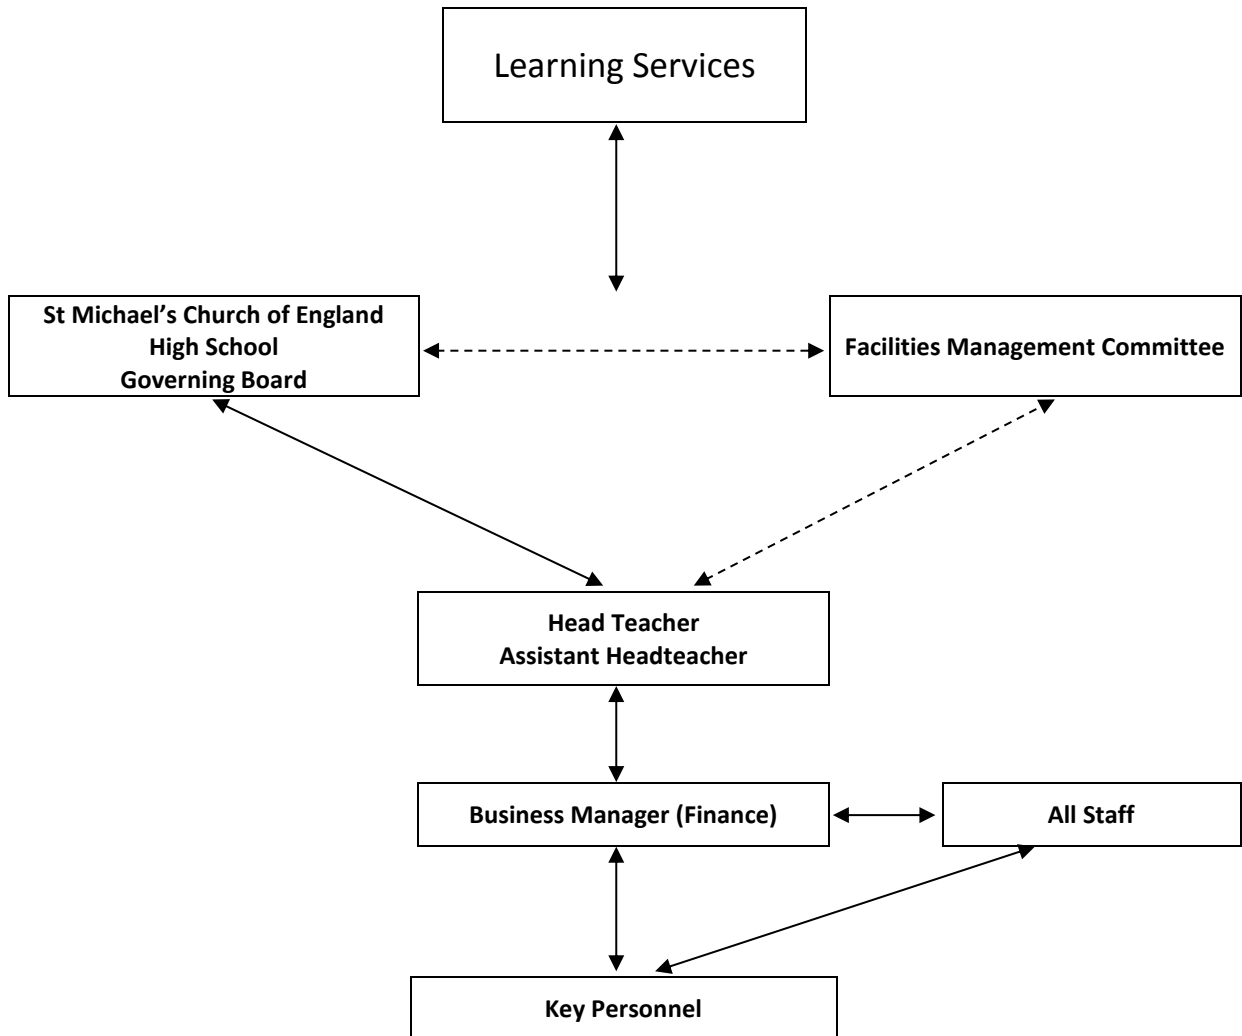 Learning Services
St Michael’s Church of England
High School
Governing Board
Facilities Management Committee
Head Teacher
Assistant Headteacher
Business Manager (Finance)
All Staff
Key Personnel